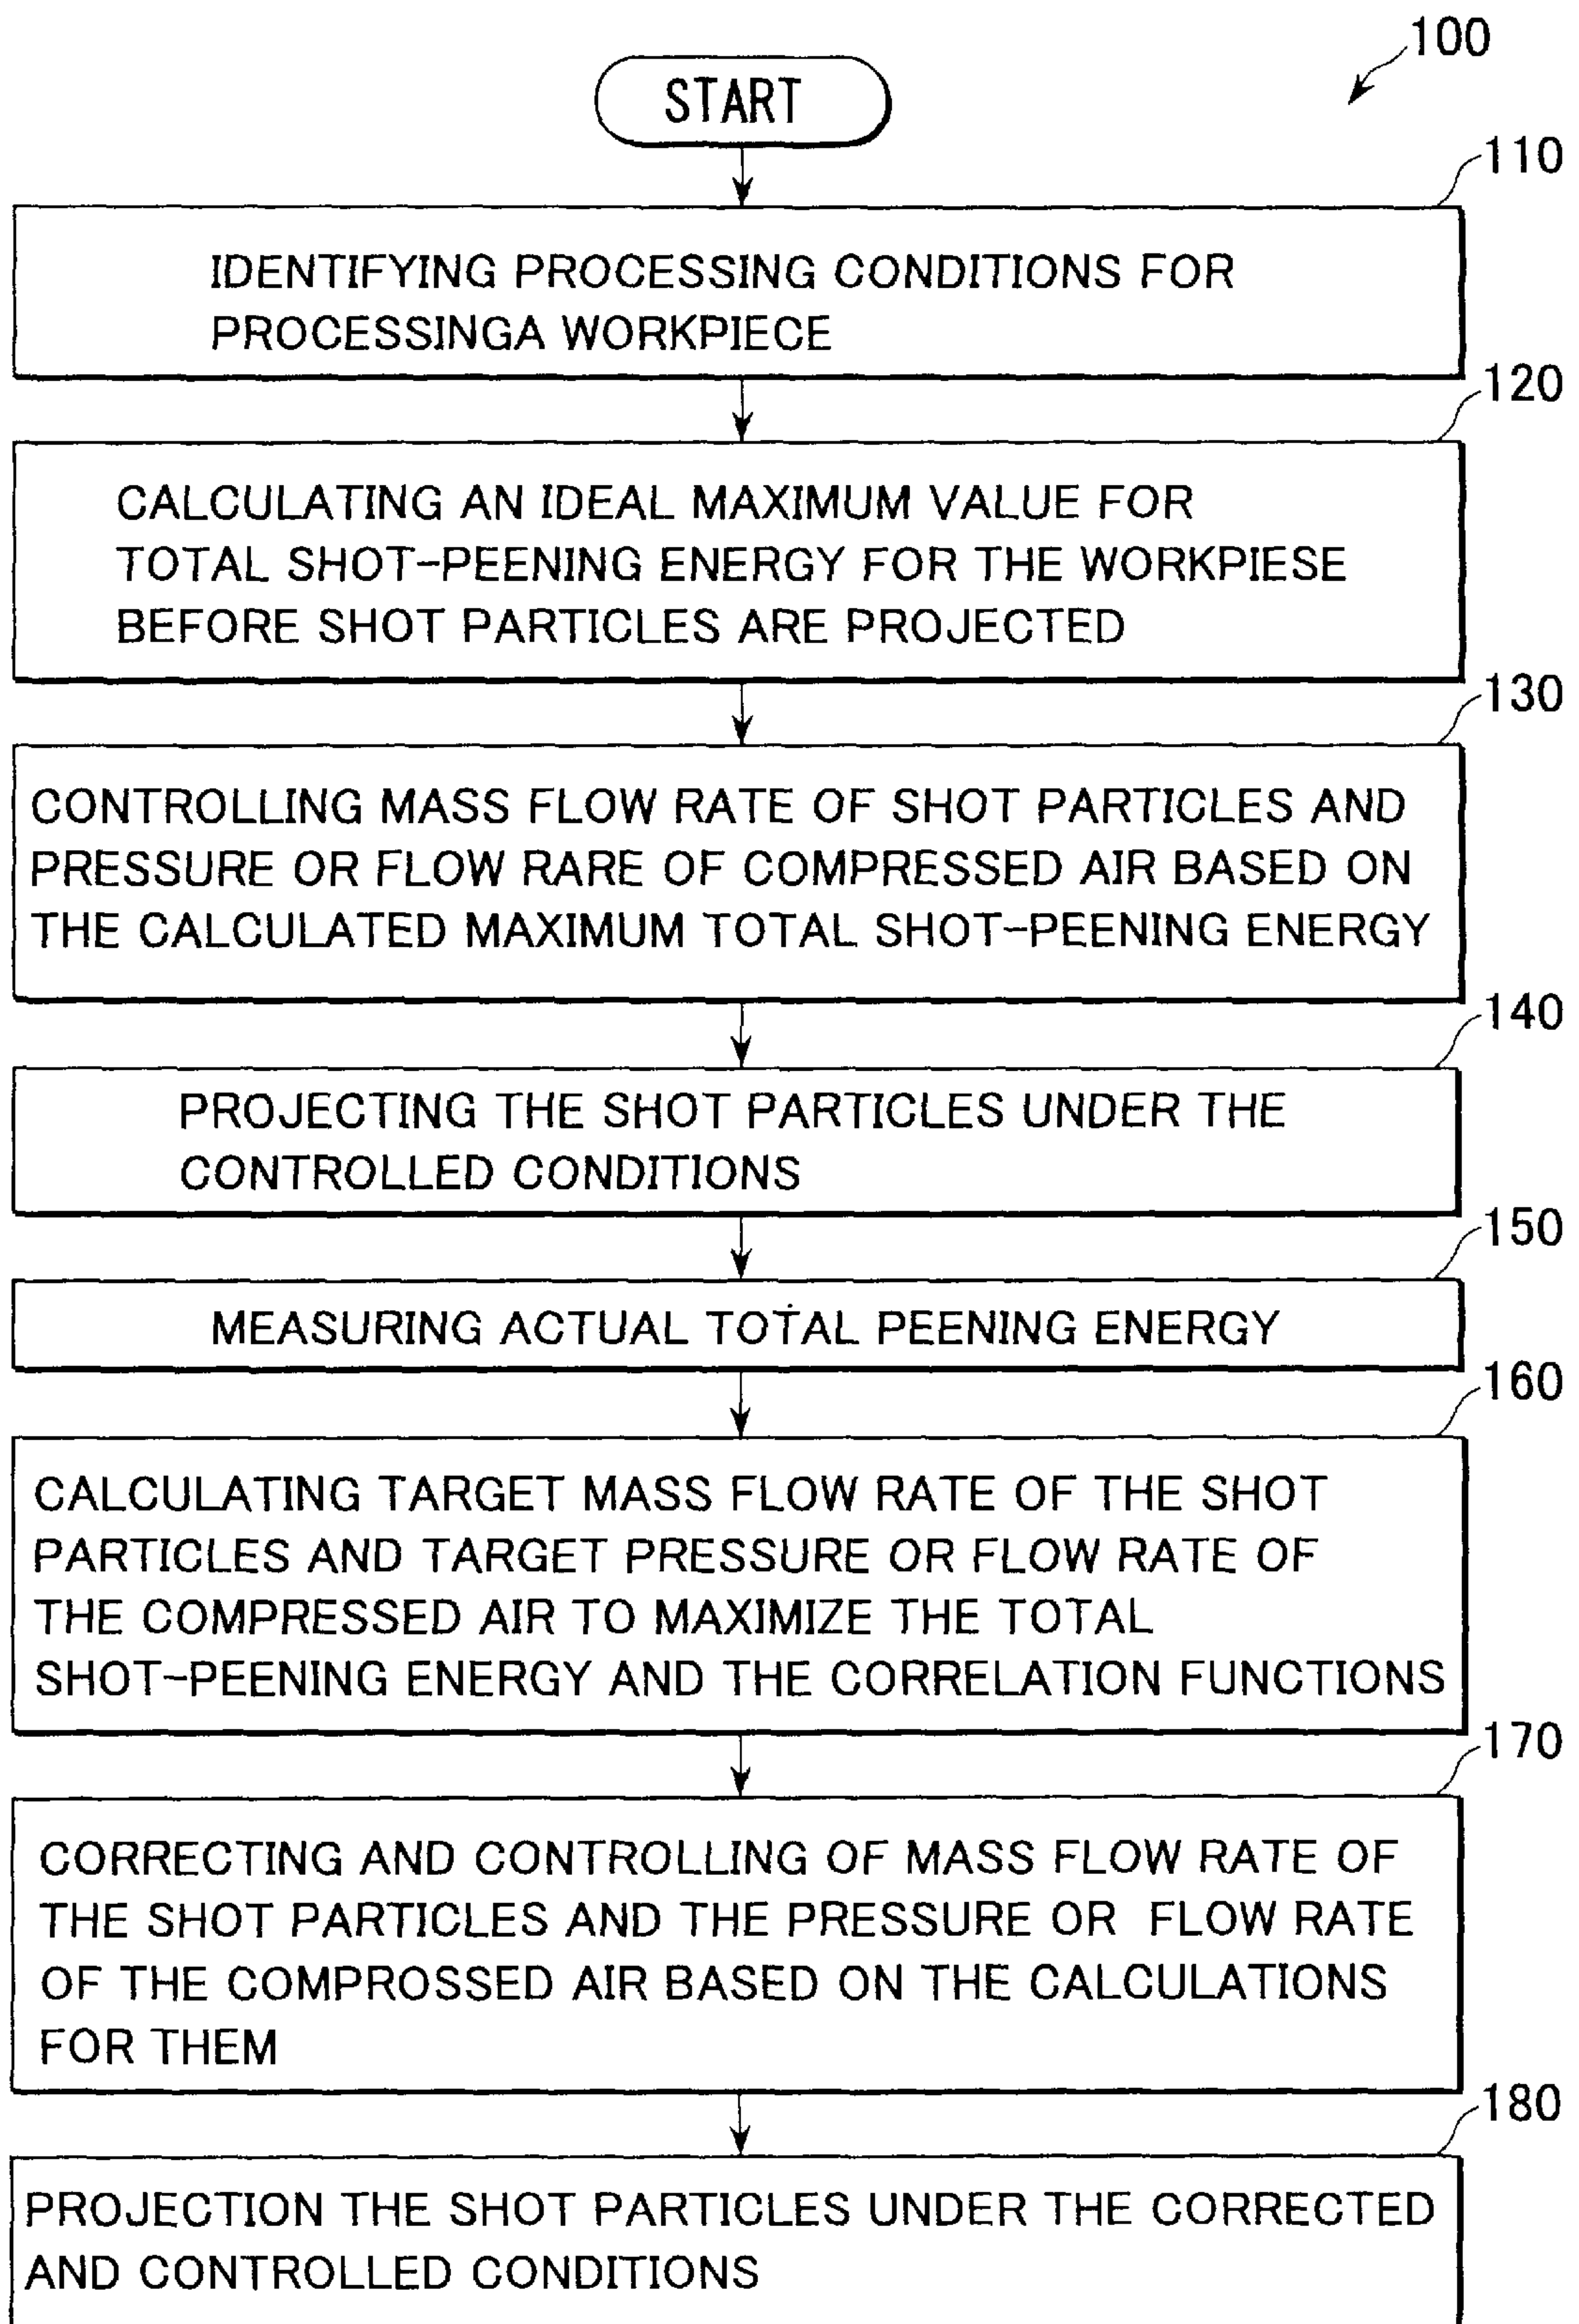 100
START
110
IDENTIFYING PROCESSING CONDITIONS FOR
PROCESSINGA WORKPIECE
120
CALCULATING AN IDEAL MAXIMUM VALUE FOR
TOTAL SHOT-PEENING ENERGY FOR THE WORKPIESE
BEFORE SHOT PARTICLES ARE PROJECTED
130
CONTROLLING MASS FLOW RATE OF SHOT PARTICLES AND
PRESSURE OR FLOW RARE OF COMPRESSED AIR BASED ON
THE CALCULATED MAXIMUM TOTAL SHOT-PEENING ENERGY
140
PROJECTING THE SHOT PARTICLES UNDER THE
CONTROLLED CONDITIONS
150
MEASURING ACTUAL TOTAL PEENING ENERGY
160
CALCULATING TARGET MASS FLOW RATE OF THE SHOT
PARTICLES AND TARGET PRESSURE OR FLOW RATE OF
THE COMPRESSED AIR TO MAXIMIZE THE TOTAL
SHOT-PEENING ENERGY AND THE CORRELATION FUNCTIONS
170
CORRECTING AND CONTROLLING OF MASS FLOW RATE OF
THE SHOT PARTICLES AND THE PRESSURE OR FLOW RATE
OF THE COMPROSSED AIR BASED ON THE CALCULATIONS
FOR THEM
180
PROJECTION THE SHOT PARTICLES UNDER THE CORRECTED
AND CONTROLLED CONDITIONS